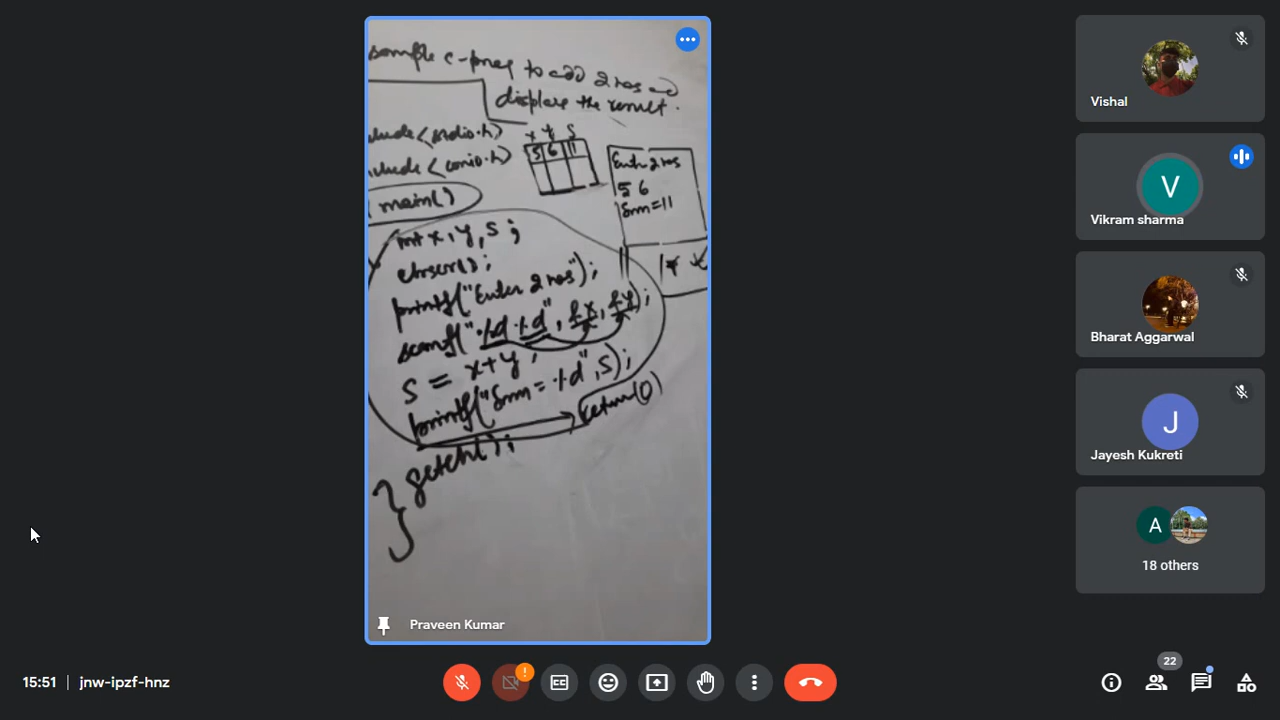 sample c-prog to add 2 nos and
display the result.
clude<stdio.h>
clude<conio.h>
main()
int x, y, s ;
clrscr();
printf("Enter 2 nos");
scanf("%d %d", &x, &y);
s = x+y ;
printf("Sum = %d", s);
return(0)
getch();
}
x y s
5 6 11
Enter 2 nos
5 6
Sum=11
Praveen Kumar
Vishal
Vikram sharma
Bharat Aggarwal
J
Jayesh Kukreti
V
A
18 others
15:51 | jnw-ipzf-hnz
22